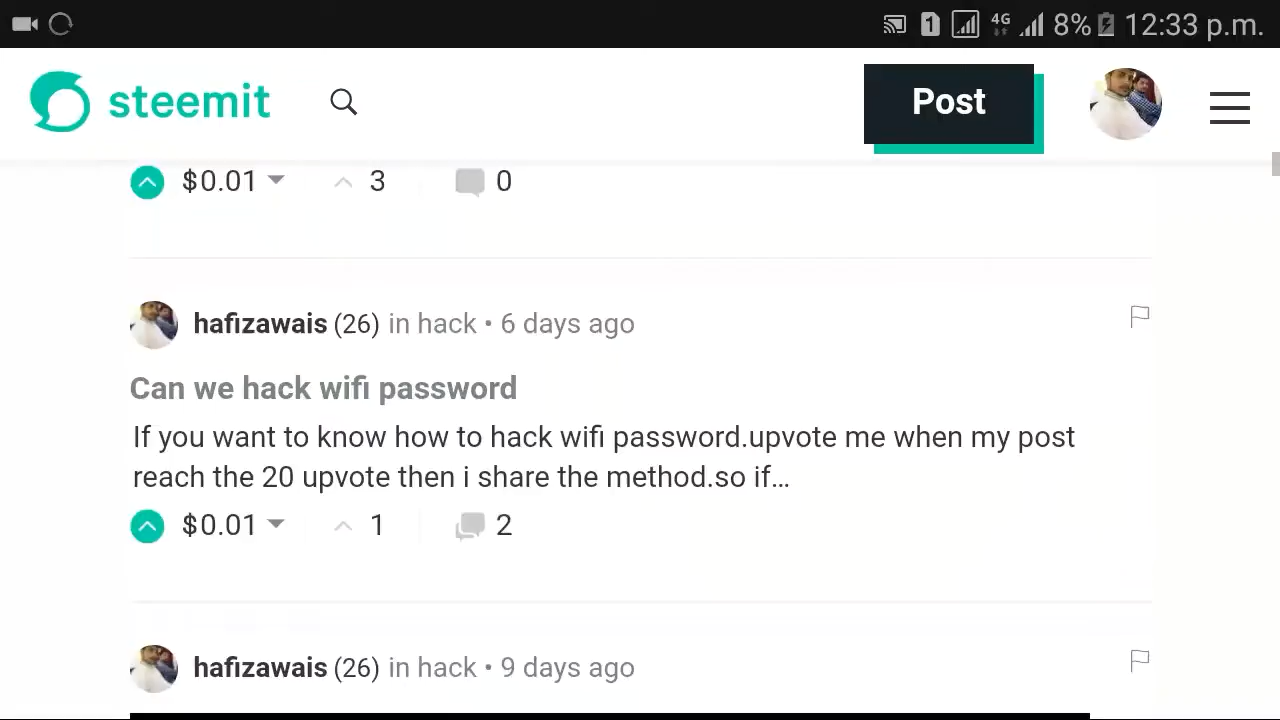 1 4G 8% 12:33 p.m.
steemit Post
$0.01 3 0
hafizawais (26) in hack • 6 days ago
Can we hack wifi password
If you want to know how to hack wifi password.upvote me when my post
reach the 20 upvote then i share the method.so if...
$0.01 1 2
hafizawais (26) in hack • 9 days ago